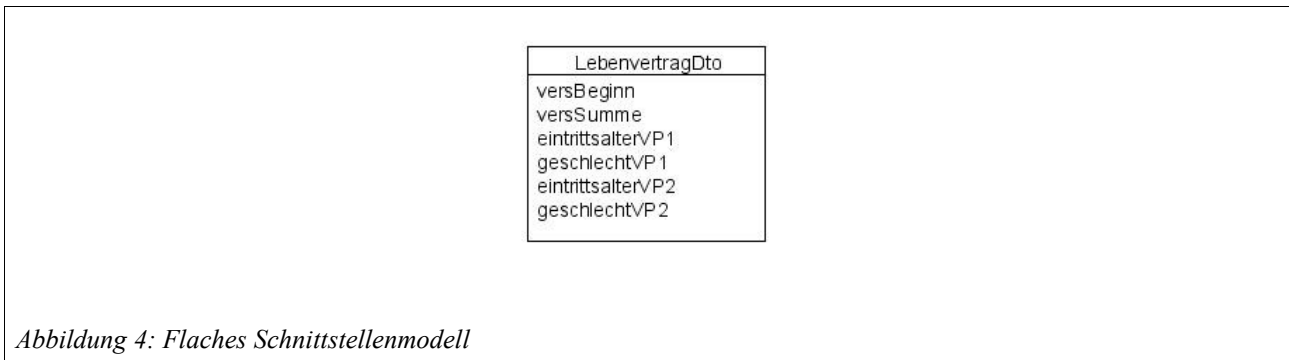 LebenvertragDto
versBeginn
versSumme
eintrittsalterVP1
geschlechtVP1
eintrittsalterVP2
geschlechtVP2
Abbildung 4: Flaches Schnittstellenmodell